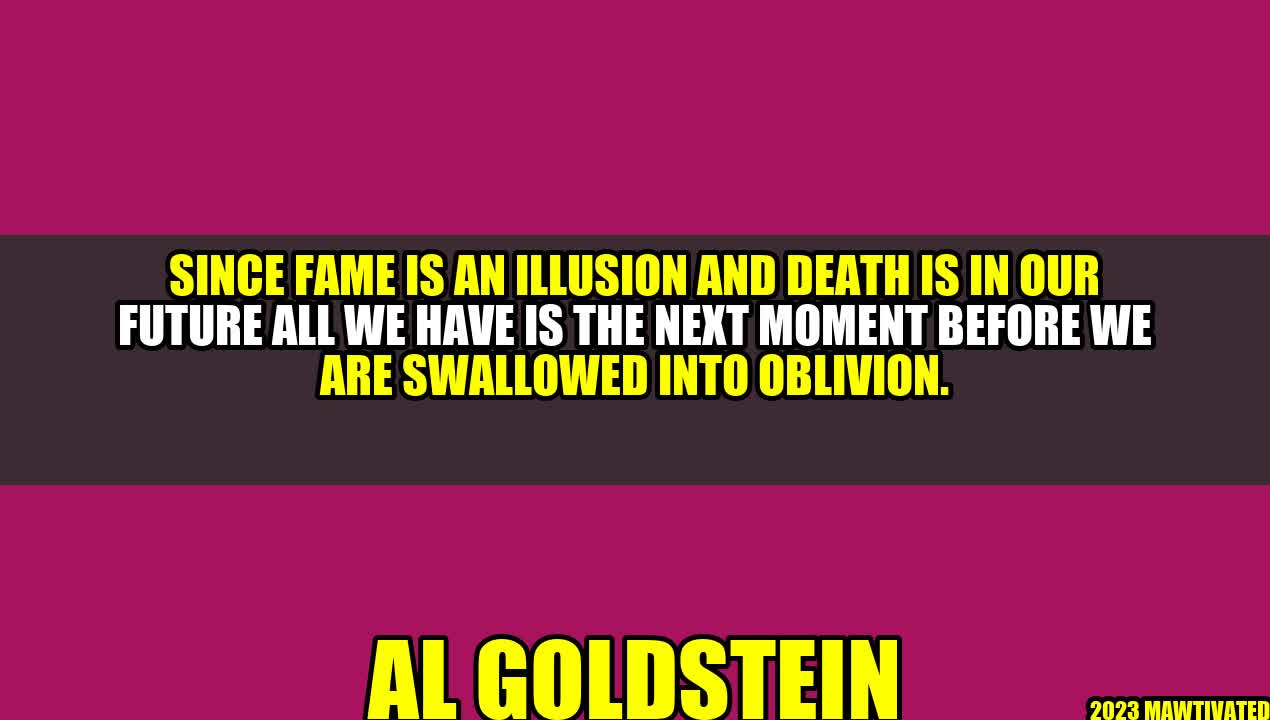 SINCE FAME IS AN ILLUSION AND DEATH IS IN OUR
FUTURE ALL WE HAVE IS THE NEXT MOMENT BEFORE WE
ARE SWALLOWED INTO OBLIVION.
AL GOLDSTEIN
2023 MAWTIVATED